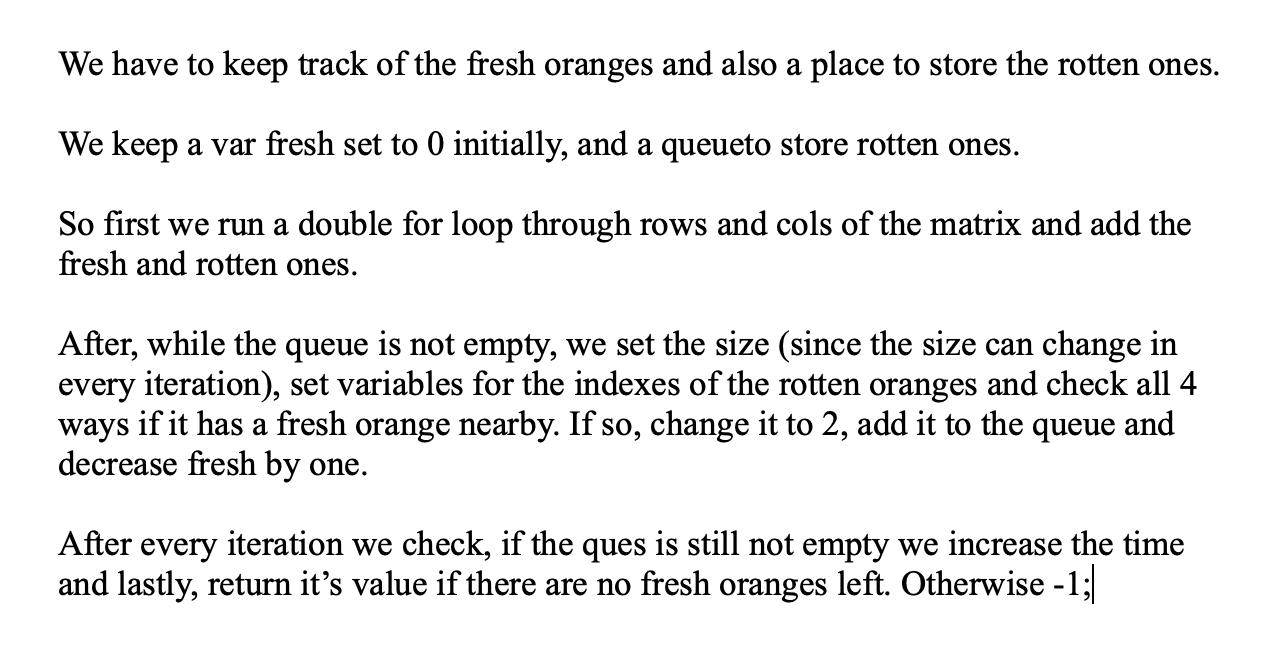 We have to keep track of the fresh oranges and also a place to store the rotten ones.
We keep a var fresh set to 0 initially, and a queueto store rotten ones.
So first we run a double for loop through rows and cols of the matrix and add the
fresh and rotten ones.
After, while the queue is not empty, we set the size (since the size can change in
every iteration), set variables for the indexes of the rotten oranges and check all 4
ways if it has a fresh orange nearby. If so, change it to 2, add it to the queue and
decrease fresh by one.
After every iteration we check, if the ques is still not empty we increase the time
and lastly, return it’s value if there are no fresh oranges left. Otherwise -1;